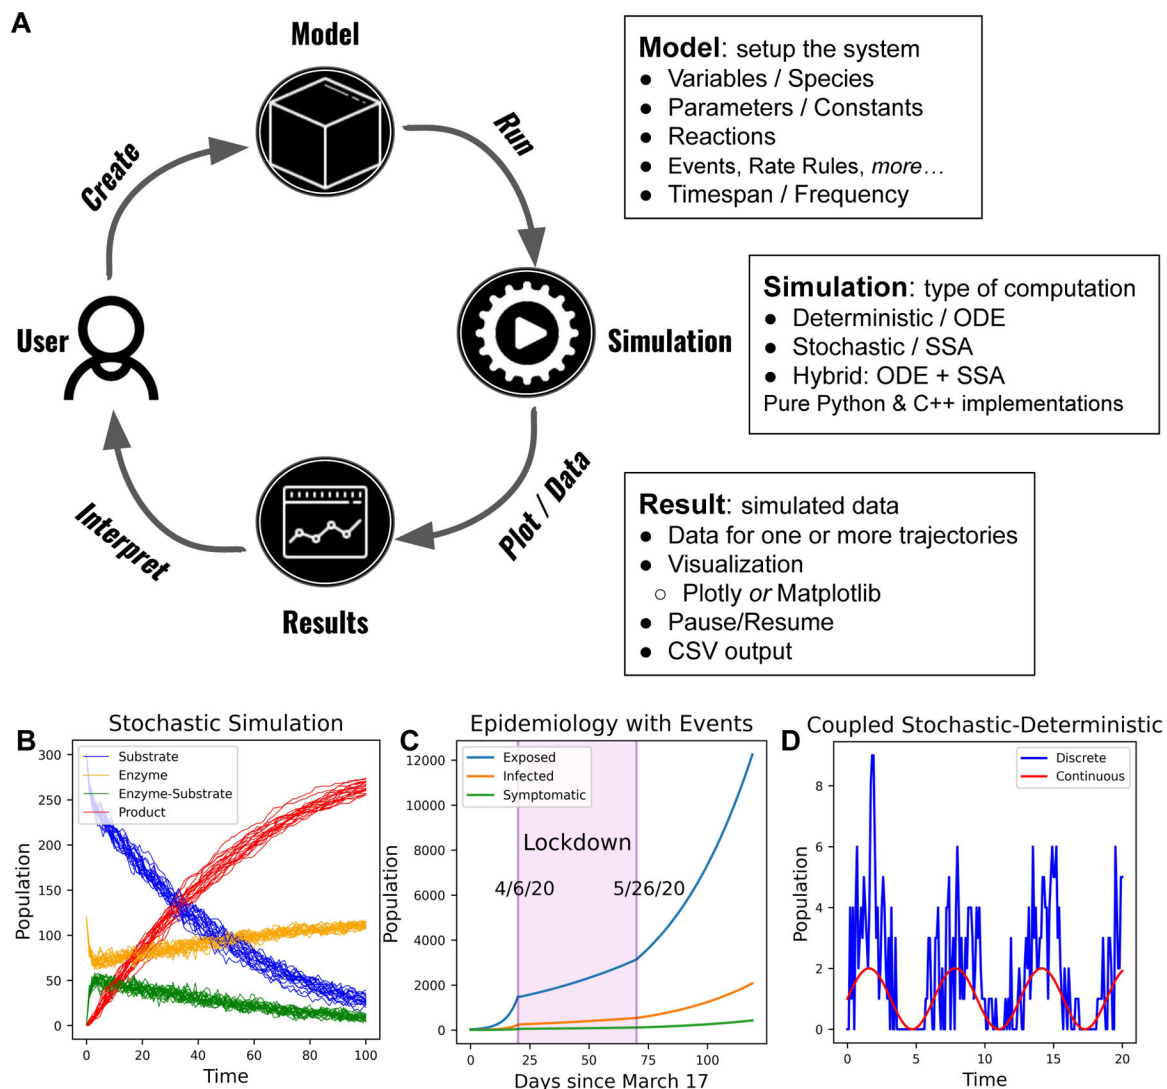 A
Model
Run
Create
User
Simulation
Plot / Data
Interpret
Results
Model: setup the system
● Variables / Species
● Parameters / Constants
● Reactions
● Events, Rate Rules, more...
● Timespan / Frequency
Simulation: type of computation
● Deterministic / ODE
● Stochastic / SSA
● Hybrid: ODE + SSA
Pure Python & C++ implementations
Result: simulated data
● Data for one or more trajectories
● Visualization
○ Plotly or Matplotlib
● Pause/Resume
● CSV output
B
Stochastic Simulation
Substrate
Enzyme
Enzyme-Substrate
Product
300
250
200
150
100
50
0
Population
0 20 40 60 80 100
Time
C
Epidemiology with Events
Exposed
Infected
Symptomatic
Lockdown
4/6/20 5/26/20
12000
10000
8000
6000
4000
2000
0
Population
0 25 50 75 100
Days since March 17
D
Coupled Stochastic-Deterministic
Discrete
Continuous
8
6
4
2
0
Population
0 5 10 15 20
Time